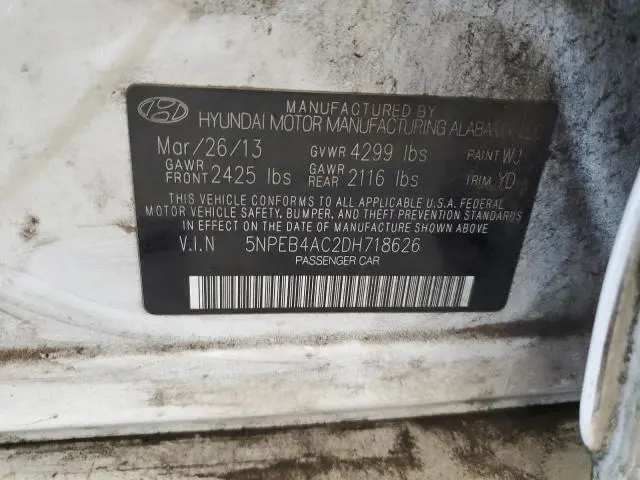 MANUFACTURED BY
HYUNDAI MOTOR MANUFACTURING ALABAMA, LLC
Mar/26/13 GVWR 4299 lbs PAINT WJ
GAWR FRONT 2425 lbs GAWR REAR 2116 lbs TRIM YD
THIS VEHICLE CONFORMS TO ALL APPLICABLE U.S.A. FEDERAL
MOTOR VEHICLE SAFETY, BUMPER, AND THEFT PREVENTION STANDARDS
IN EFFECT ON THE DATE OF MANUFACTURE SHOWN ABOVE.
V.I.N 5NPEB4AC2DH718626
PASSENGER CAR